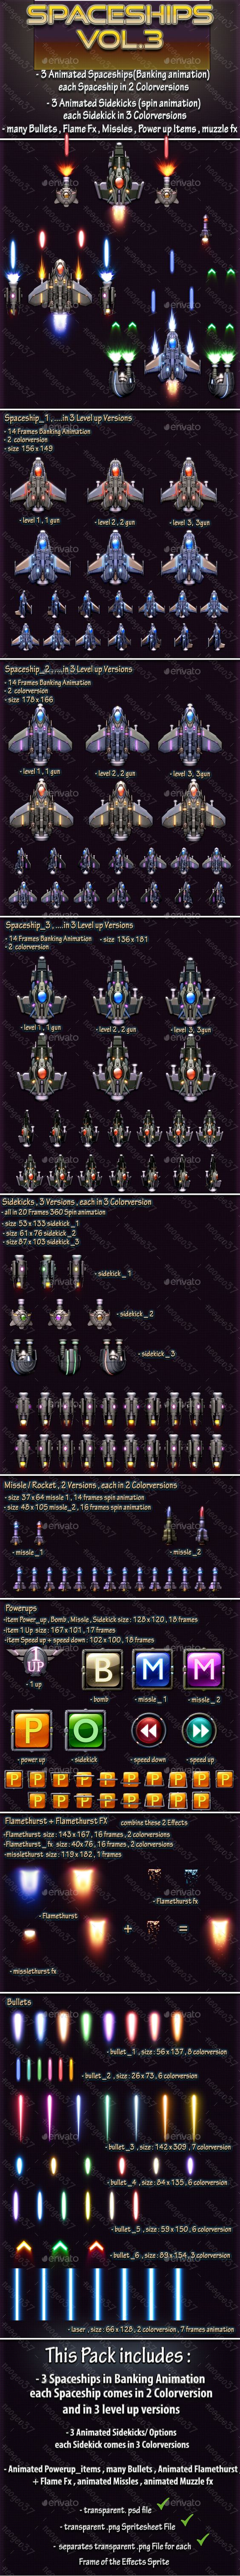 SPACESHIPS
VOL.3
- 3 Animated Spaceships(Banking animation)
each Spaceship in 2 Colorversions
- 3 Animated Sidekicks (spin animation)
each Sidekick in 3 Colorversions
- many Bullets , Flame Fx , Missles , Power up Items , muzzle fx
Spaceship_1 , ....in 3 Level up Versions
- 14 Frames Banking Animation
- 2 colorversion
- size 156 x 149
- level 1 , 1 gun
- level 2 , 2 gun
- level 3 , 3gun
Spaceship_2 , ....in 3 Level up Versions
- 14 Frames Banking Animation
- 2 colorversion
- size 178 x 166
- level 1 , 1 gun
- level 2 , 2 gun
- level 3 , 3gun
Spaceship_3 , ....in 3 Level up Versions
- 14 Frames Banking Animation - size 136 x 181
- 2 colorversion
- level 1 , 1 gun
- level 2 , 2 gun
- level 3 , 3gun
Sidekicks , 3 Versions , each in 3 Colorversion
- all in 20 Frames 360 Spin animation
- size 53 x 133 sidekick_1
- size 61 x 76 sidekick_2
- size 87 x 103 sidekick_3
- sidekick_1
- sidekick_2
- sidekick_3
Missle / Rocket , 2 Versions , each in 2 Colorversions
- size 37 x 64 missle 1 , 14 frames spin animation
- size 48 x 105 missle_2 , 16 frames spin animation
- missle_1
- missle_2
Powerups
-item Power_up , Bomb , Missle , Sidekick size : 128 x 120 , 18 frames
-item 1 Up size : 167 x 101 , 17 frames
-item Speed up + speed down : 102 x 100 , 18 frames
1 UP
B
M
M
- 1 up
- bomb
- missle_1
- missle_2
P
O
- power up
- sidekick
- speed down
- speed up
Flamethurst + Flamethurst FX combine these 2 Effects
-Flamethurst size : 143 x 167 , 16 frames , 2 colorversions
-Flamethurst_fx size : 40x 76 , 16 frames , 2 colorversions
-misslethurst size : 119 x 182 , 1 frames
- Flamethurst fx
- Flamethurst
+
=
- misslethurst fx
Bullets
- bullet_1 , size : 56 x 137 , 8 colorversion
- bullet_2 , size : 26 x 73 , 6 colorversion
- bullet_3 , size : 142 x 309 , 7 colorversion
- bullet_4 , size : 84 x 135 , 6 colorversion
- bullet_5 , size : 59 x 150 , 6 colorversion
- bullet_6 , size : 89 x 154 , 3 colorversion
- laser , size : 66 x 128 , 2 colorversion , 7 frames animation
This Pack includes :
- 3 Spaceships in Banking Animation
each Spaceship comes in 2 Colorversion
and in 3 level up versions
- 3 Animated Sidekicks/ Options
each Sidekick comes in 3 Colorversions
- Animated Powerup_items , many Bullets , Animated Flamethurst
+ Flame Fx , animated Missles , animated Muzzle fx
- transparent. psd file
- transparent .png Spritesheet File
- separates transparent .png File for each
Frame of the Effects Sprite